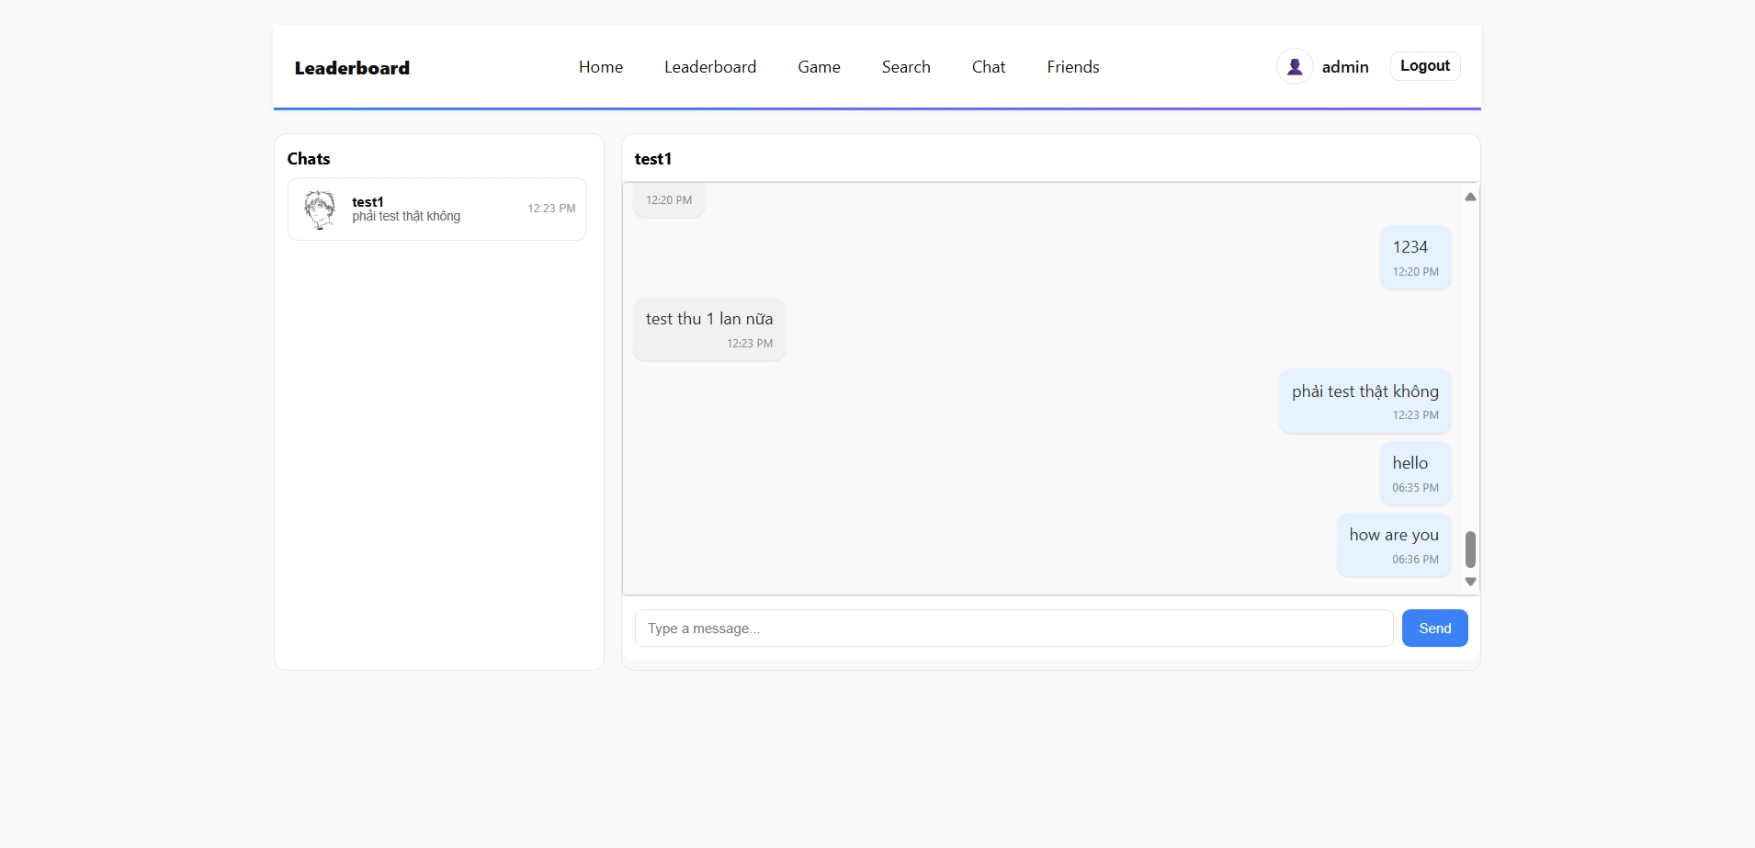 Leaderboard
Home
Leaderboard
Game
Search
Chat
Friends
admin
Logout
Chats
test1
phải test thật không
12:23 PM
test1
12:20 PM
1234
12:20 PM
test thu 1 lan nữa
12:23 PM
phải test thật không
12:23 PM
hello
06:35 PM
how are you
06:36 PM
Type a message...
Send